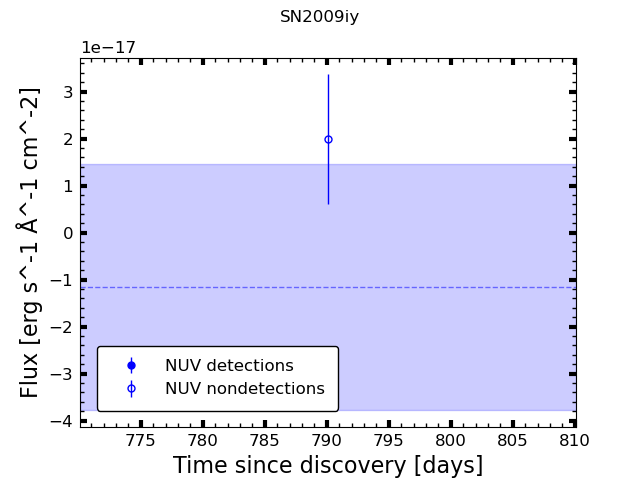 SN2009iy
1e−17
3
2
1
0
−1
−2
−3
−4
Flux [erg s^-1 Å^-1 cm^-2]
NUV detections
NUV nondetections
775 780 785 790 795 800 805 810
Time since discovery [days]